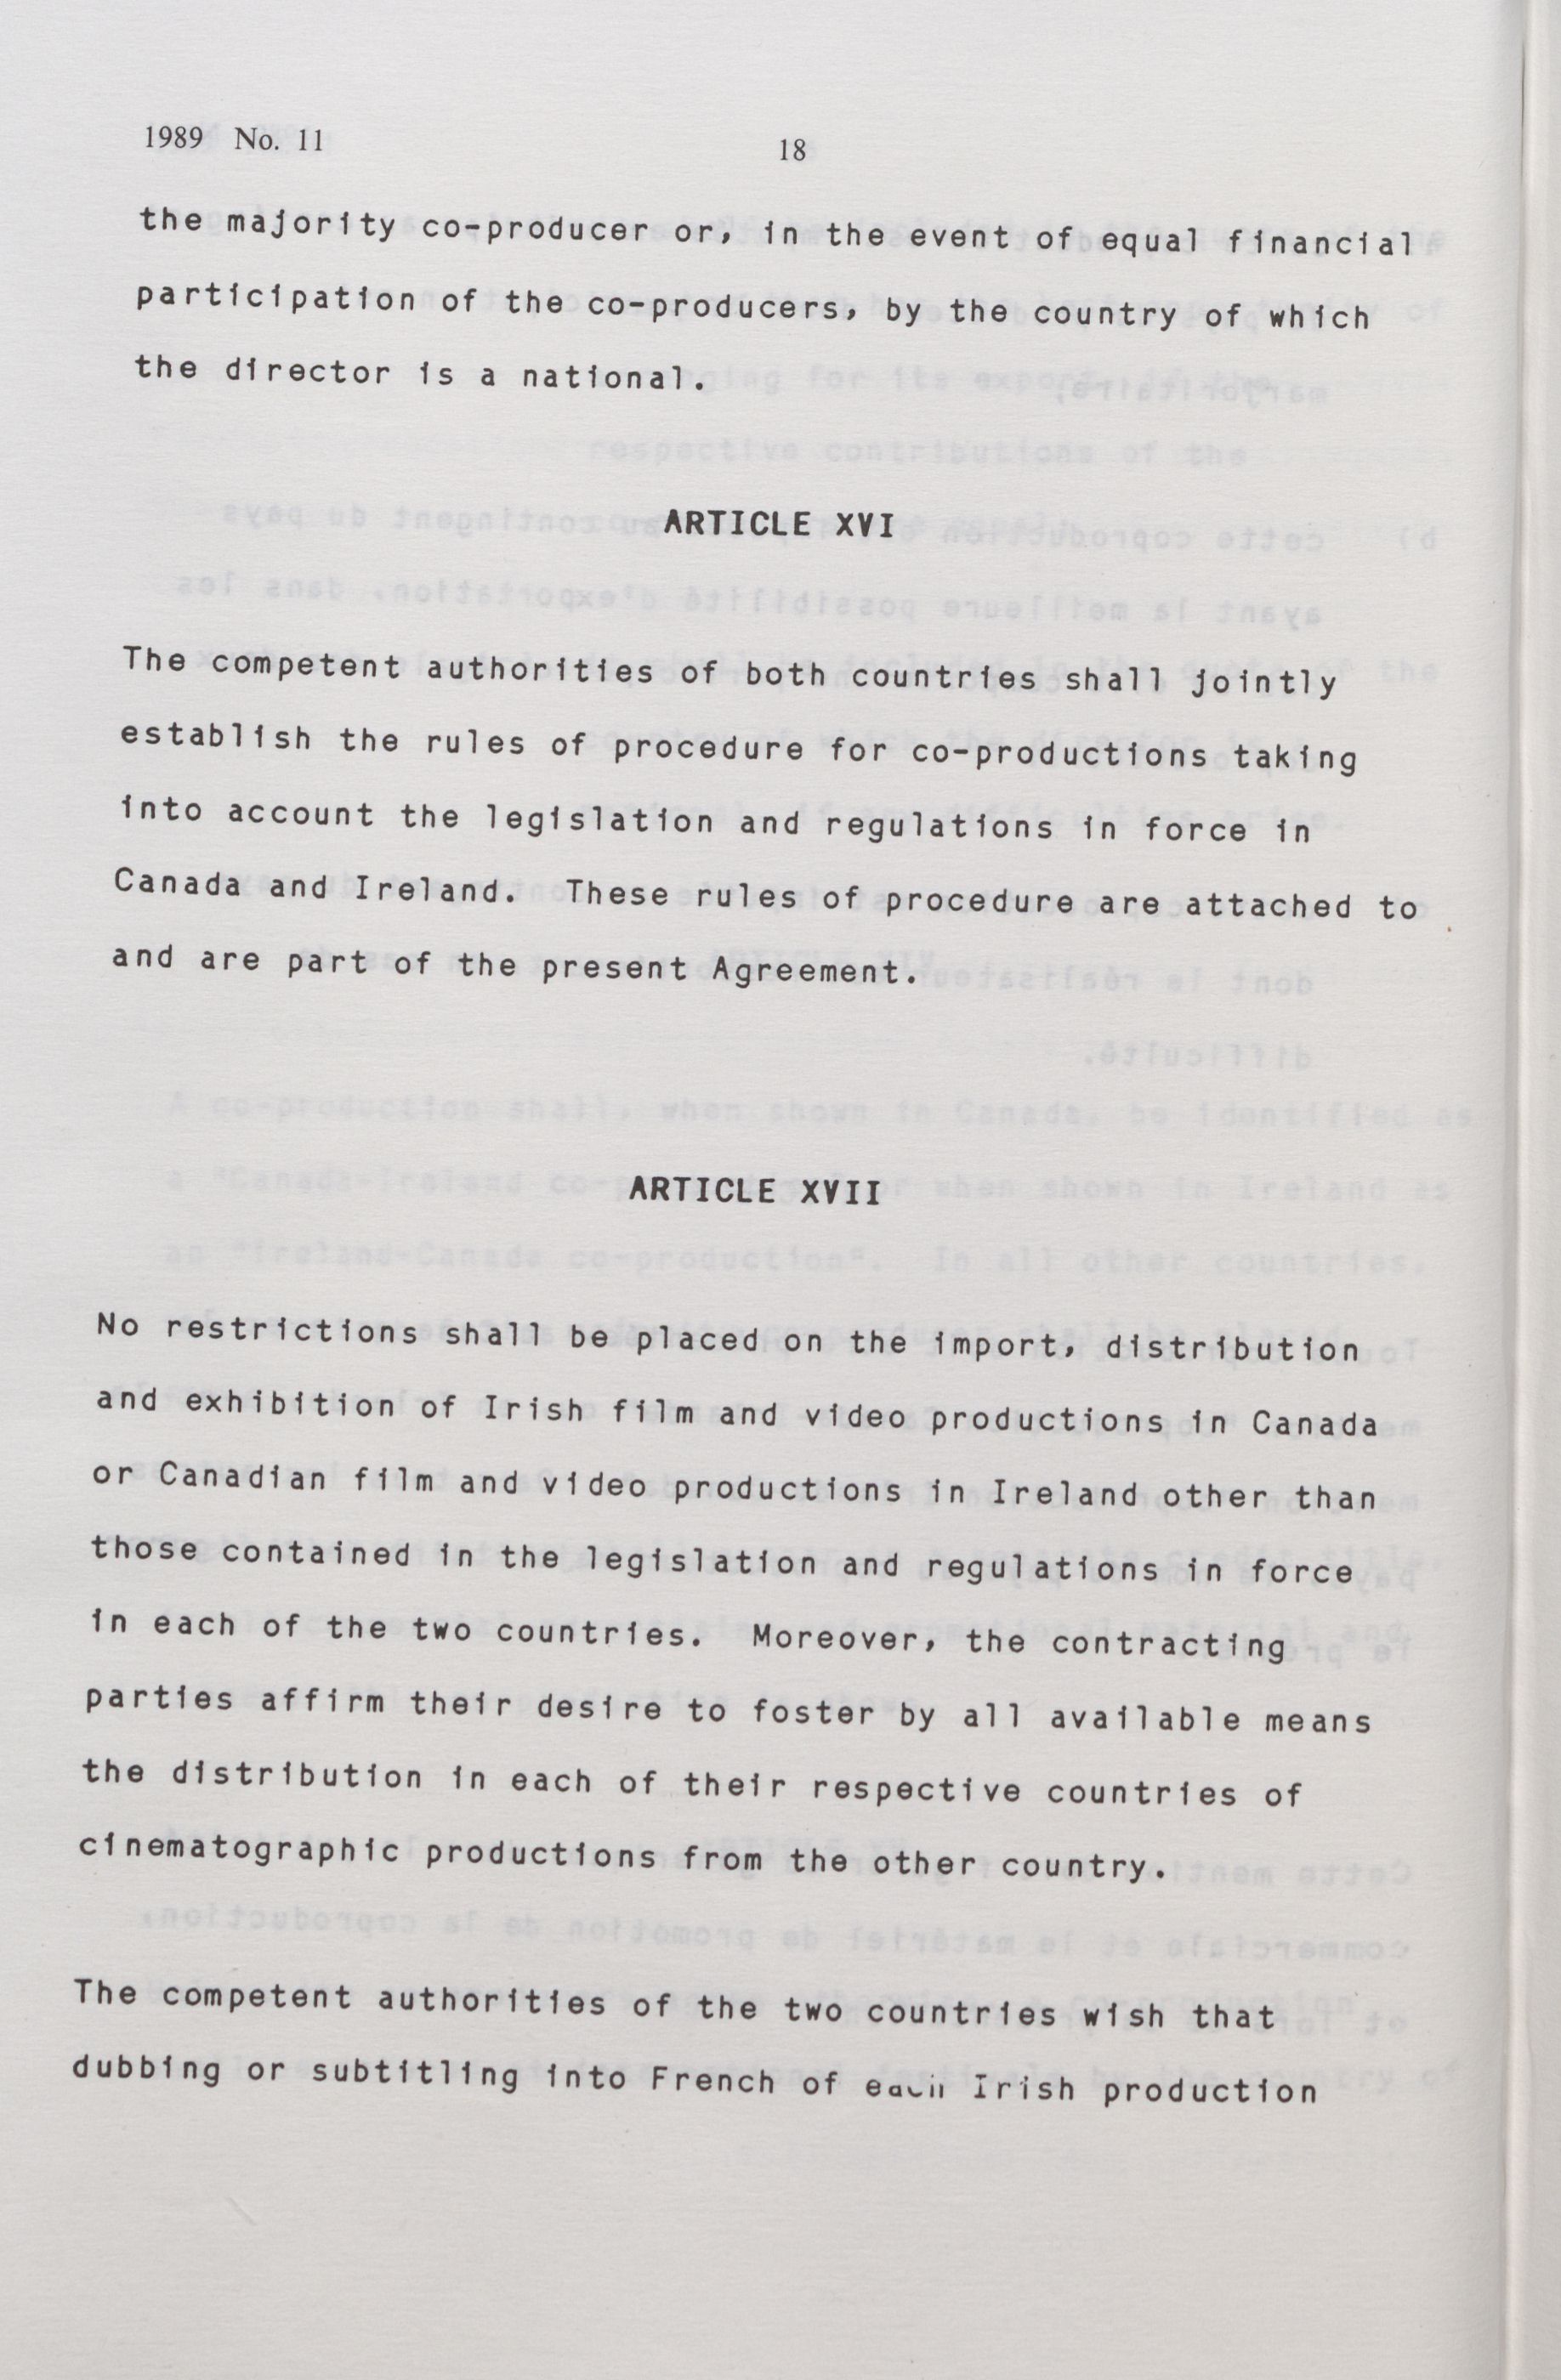 1989 No. 11
18
the majority co-producer or, in the event of equal financial
participation of the co-producers, by the country of which
the director is a national.
ARTICLE XVI
The competent authorities of both countries shall jointly
establish the rules of procedure for co-productions taking
into account the legislation and regulations in force in
Canada and Ireland. These rules of procedure are attached to
and are part of the present Agreement.
ARTICLE XVII
No restrictions shall be placed on the import, distribution
and exhibition of Irish film and video productions in Canada
or Canadian film and video productions in Ireland other than
those contained in the legislation and regulations in force
in each of the two countries. Moreover, the contracting
parties affirm their desire to foster by all available means
the distribution in each of their respective countries of
cinematographic productions from the other country.
The competent authorities of the two countries wish that
dubbing or subtitling into French of each Irish production